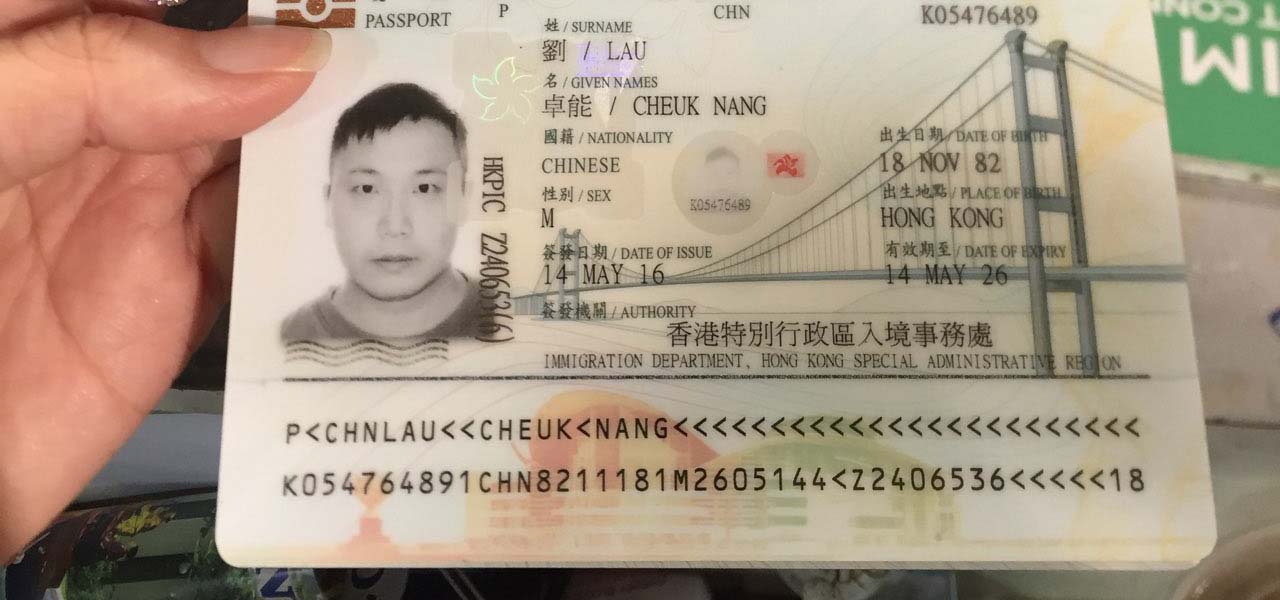 PASSPORT P CHN K05476489
姓 / SURNAME
劉 / LAU
名 / GIVEN NAMES
卓能 / CHEUK NANG
國籍 / NATIONALITY
CHINESE
出生日期 / DATE OF BIRTH
18 NOV 82
性別 / SEX
M
出生地點 / PLACE OF BIRTH
HONG KONG
K05476489
HKPIC Z240653(6)
簽發日期 / DATE OF ISSUE
14 MAY 16
有效期至 / DATE OF EXPIRY
14 MAY 26
簽發機關 / AUTHORITY
香港特別行政區入境事務處
IMMIGRATION DEPARTMENT, HONG KONG SPECIAL ADMINISTRATIVE REGION
P<CHNLAU<<CHEUK<NANG<<<<<<<<<<<<<<<<<<<<<<<<
K054764891CHN8211181M2605144<Z2406536<<<<<18